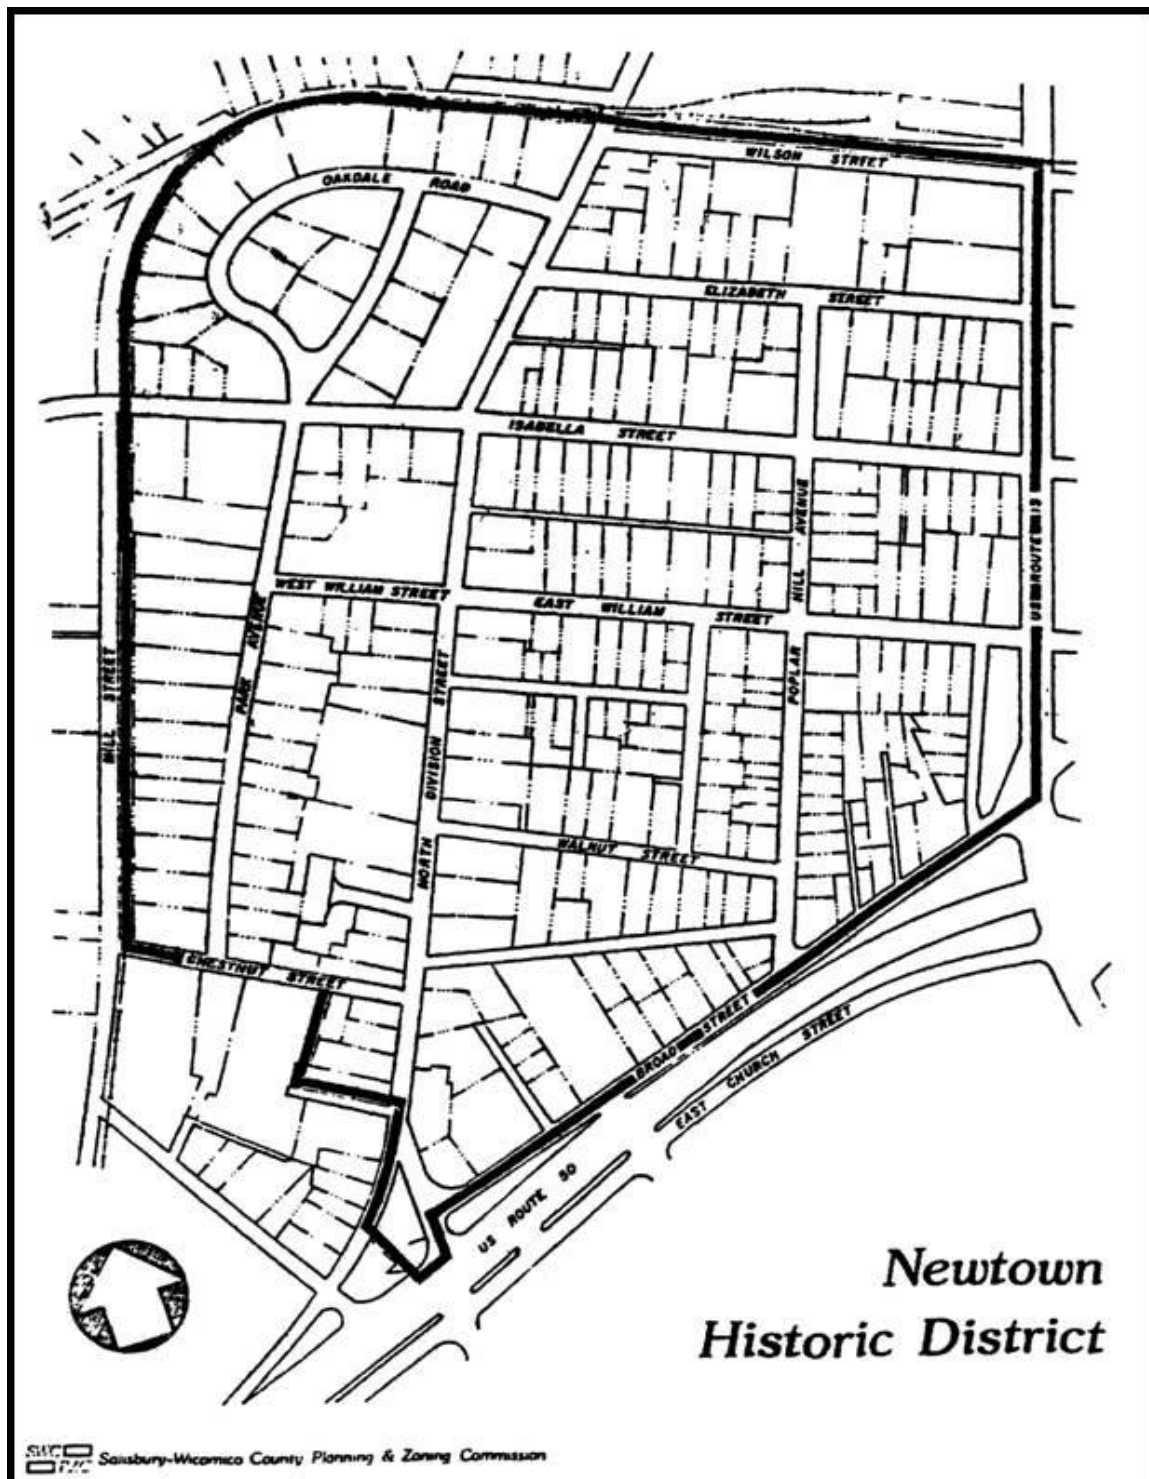 WILSON STREET
OAKDALE ROAD
ELIZABETH STREET
ISABELLA STREET
HILL AVENUE
US ROUTE 13
WEST WILLIAM STREET
EAST WILLIAM STREET
PARK AVENUE
MILL STREET
NORTH DIVISION STREET
POPLAR
WALNUT STREET
CHESTNUT STREET
BROAD STREET
EAST CHURCH STREET
US ROUTE 50
Newtown
Historic District
Salisbury-Wicomico County Planning & Zoning Commission